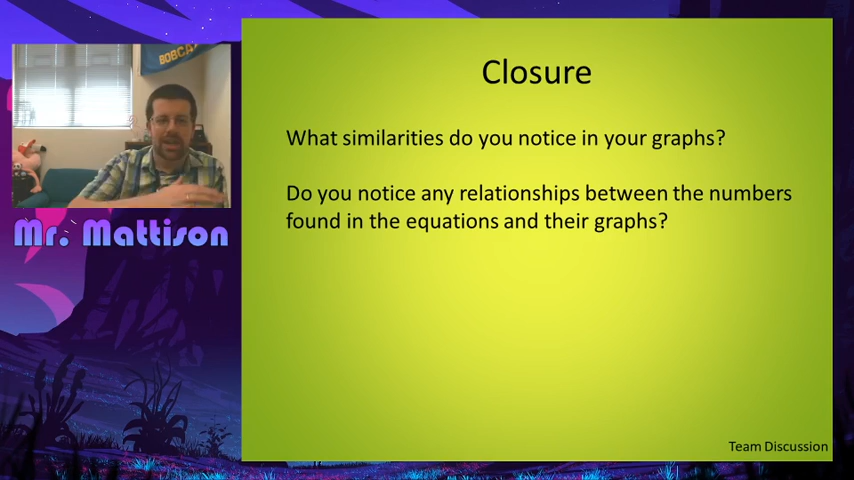 BOBCA
Closure
What similarities do you notice in your graphs?
Do you notice any relationships between the numbers
found in the equations and their graphs?
Mr. Mattison
Team Discussion